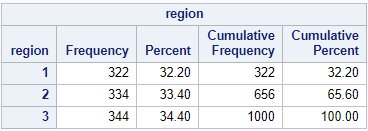 region
region Frequency Percent Cumulative Frequency Cumulative Percent
1 322 32.20 322 32.20
2 334 33.40 656 65.60
3 344 34.40 1000 100.00